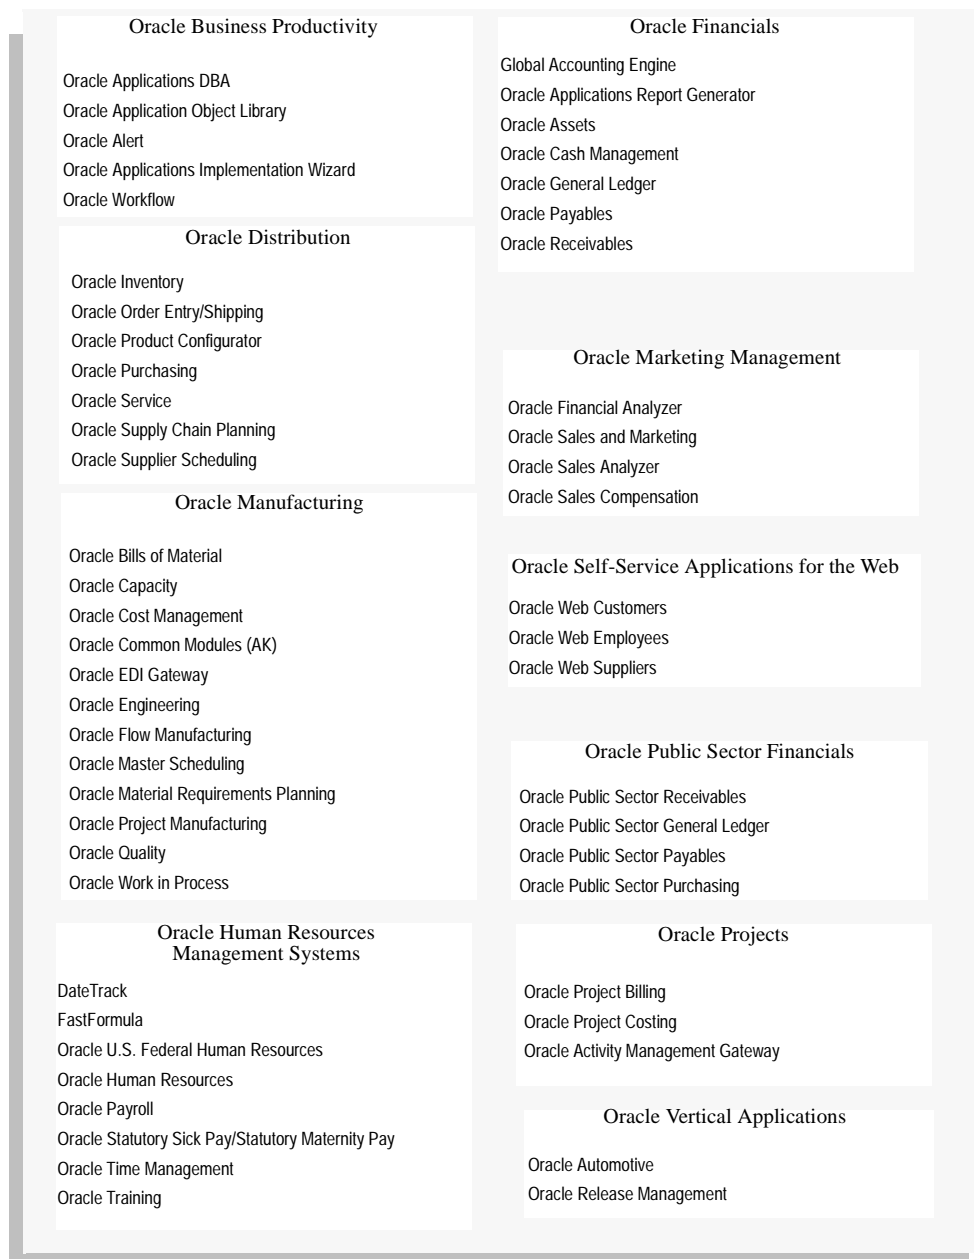 Oracle Business Productivity
Oracle Applications DBA
Oracle Application Object Library
Oracle Alert
Oracle Applications Implementation Wizard
Oracle Workflow
Oracle Distribution
Oracle Inventory
Oracle Order Entry/Shipping
Oracle Product Configurator
Oracle Purchasing
Oracle Service
Oracle Supply Chain Planning
Oracle Supplier Scheduling
Oracle Manufacturing
Oracle Bills of Material
Oracle Capacity
Oracle Cost Management
Oracle Common Modules (AK)
Oracle EDI Gateway
Oracle Engineering
Oracle Flow Manufacturing
Oracle Master Scheduling
Oracle Material Requirements Planning
Oracle Project Manufacturing
Oracle Quality
Oracle Work in Process
Oracle Human Resources
Management Systems
DateTrack
FastFormula
Oracle U.S. Federal Human Resources
Oracle Human Resources
Oracle Payroll
Oracle Statutory Sick Pay/Statutory Maternity Pay
Oracle Time Management
Oracle Training
Oracle Financials
Global Accounting Engine
Oracle Applications Report Generator
Oracle Assets
Oracle Cash Management
Oracle General Ledger
Oracle Payables
Oracle Receivables
Oracle Marketing Management
Oracle Financial Analyzer
Oracle Sales and Marketing
Oracle Sales Analyzer
Oracle Sales Compensation
Oracle Self-Service Applications for the Web
Oracle Web Customers
Oracle Web Employees
Oracle Web Suppliers
Oracle Public Sector Financials
Oracle Public Sector Receivables
Oracle Public Sector General Ledger
Oracle Public Sector Payables
Oracle Public Sector Purchasing
Oracle Projects
Oracle Project Billing
Oracle Project Costing
Oracle Activity Management Gateway
Oracle Vertical Applications
Oracle Automotive
Oracle Release Management